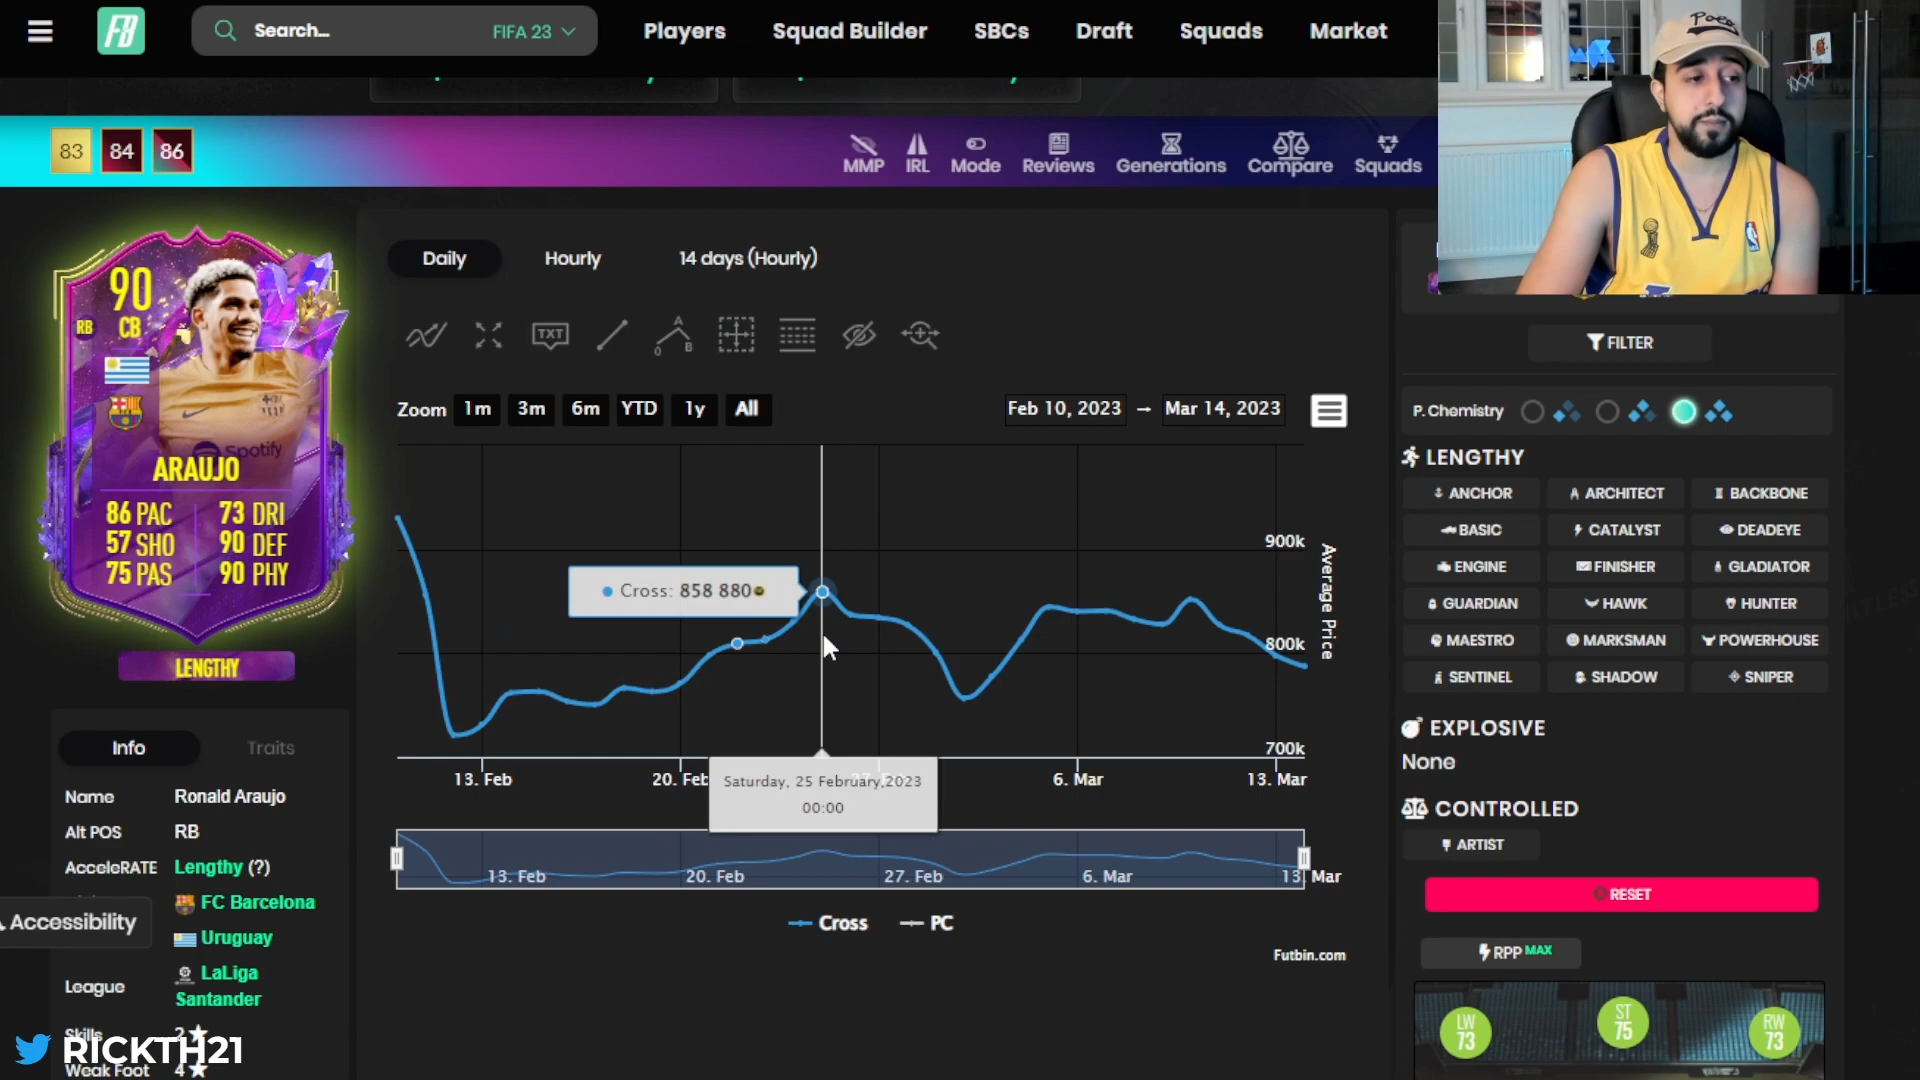 FB
Search...
FIFA 23
Players
Squad Builder
SBCs
Draft
Squads
Market
83
84
86
MMP
IRL
Mode
Reviews
Generations
Compare
Squads
90
RB CB
Spotify
ARAUJO
86 PAC 73 DRI
57 SHO 90 DEF
75 PAS 90 PHY
LENGTHY
Info
Traits
Name Ronald Araujo
Alt POS RB
AcceleRATE Lengthy (?)
FC Barcelona
Accessibility
Uruguay
League LaLiga
Santander
Skills 2★
Weak Foot 4★
RICKTH21
Daily
Hourly
14 days (Hourly)
TXT
A
0 B
Zoom 1m 3m 6m YTD 1y All
Feb 10, 2023 → Mar 14, 2023
900k
800k
700k
Average Price
Cross: 858 880
13. Feb
20. Feb
6. Mar
13. Mar
Saturday, 25 February,2023
00:00
13. Feb
20. Feb
27. Feb
6. Mar
13. Mar
Cross
PC
Futbin.com
FILTER
P. Chemistry
LENGTHY
ANCHOR ARCHITECT BACKBONE
BASIC CATALYST DEADEYE
ENGINE FINISHER GLADIATOR
GUARDIAN HAWK HUNTER
MAESTRO MARKSMAN POWERHOUSE
SENTINEL SHADOW SNIPER
EXPLOSIVE
None
CONTROLLED
ARTIST
RESET
RPP MAX
LW
73
ST
75
RW
73